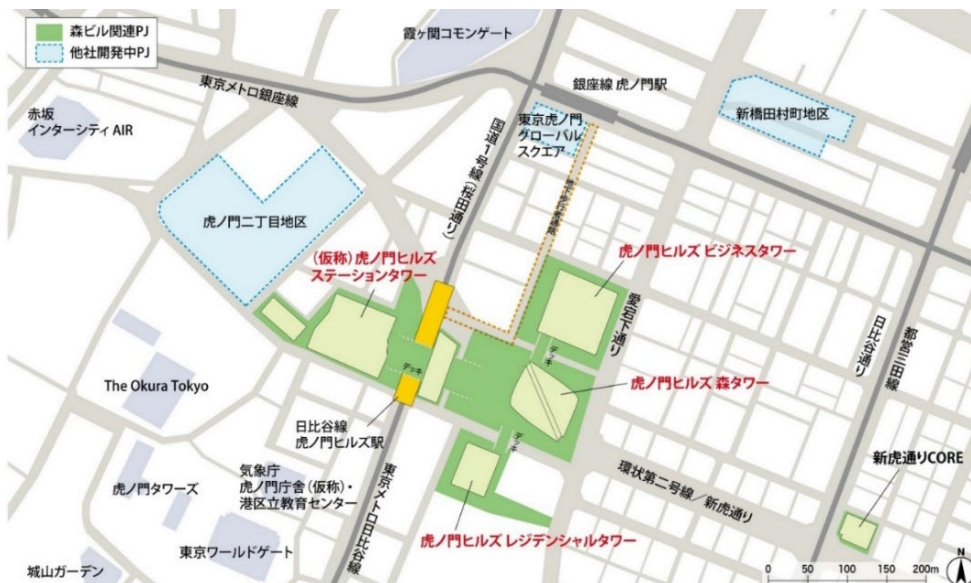 森ビル関連PJ
他社開発中PJ
霞ヶ関コモンゲート
東京メトロ銀座線
銀座線 虎ノ門駅
赤坂
インターシティ AIR
国道1号線(桜田通り)
東京虎ノ門
グローバル
スクエア
新橋田村町地区
地下歩行者通路
虎ノ門二丁目地区
(仮称)虎ノ門ヒルズ
ステーションタワー
虎ノ門ヒルズ ビジネスタワー
愛宕下通り
日比谷通り
都営三田線
デッキ
デッキ
虎ノ門ヒルズ 森タワー
The Okura Tokyo
日比谷線
虎ノ門ヒルズ駅
デッキ
新虎通りCORE
気象庁
虎ノ門庁舎(仮称)・
港区立教育センター
環状第二号線/新虎通り
虎ノ門タワーズ
東京メトロ日比谷線
虎ノ門ヒルズ レジデンシャルタワー
東京ワールドゲート
城山ガーデン
N
0 50 100 150 200m